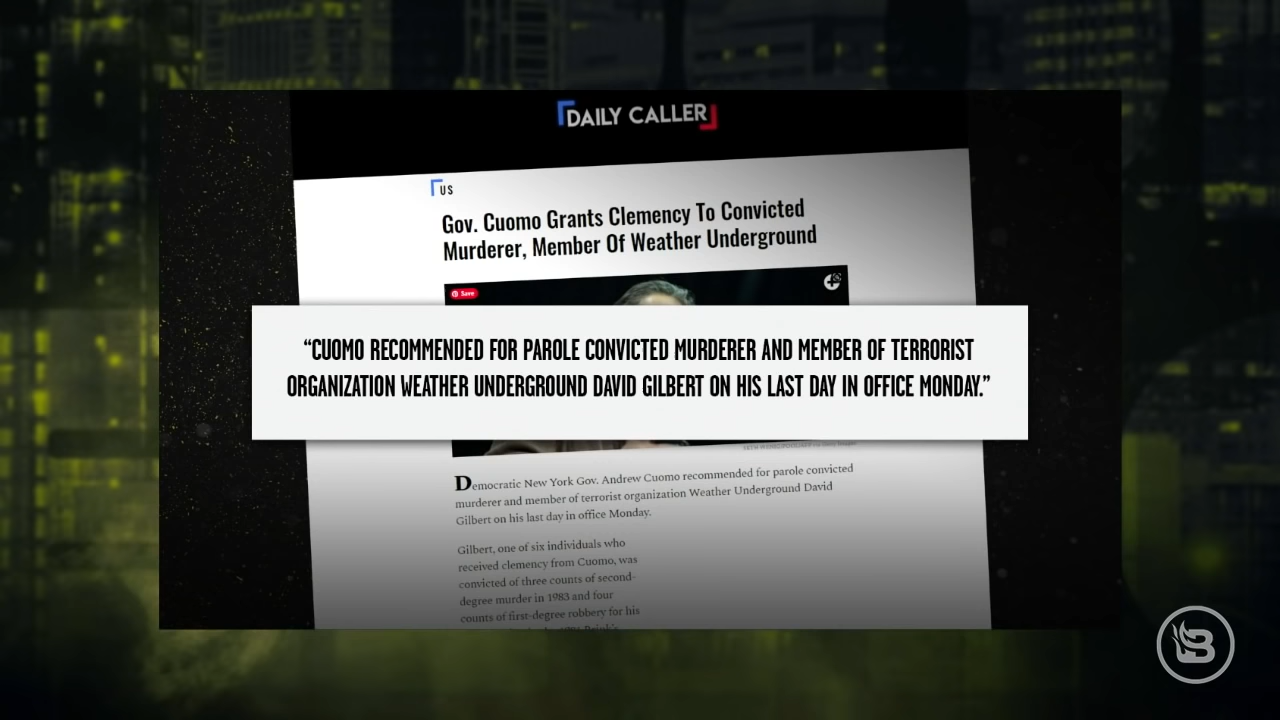 DAILY CALLER
US
Gov. Cuomo Grants Clemency To Convicted
Murderer, Member Of Weather Underground
Save
“CUOMO RECOMMENDED FOR PAROLE CONVICTED MURDERER AND MEMBER OF TERRORIST
ORGANIZATION WEATHER UNDERGROUND DAVID GILBERT ON HIS LAST DAY IN OFFICE MONDAY.”
Democratic New York Gov. Andrew Cuomo recommended for parole convicted
murderer and member of terrorist organization Weather Underground David
Gilbert on his last day in office Monday.
Gilbert, one of six individuals who
received clemency from Cuomo, was
convicted of three counts of second-
degree murder in 1983 and four
counts of first-degree robbery for his
B